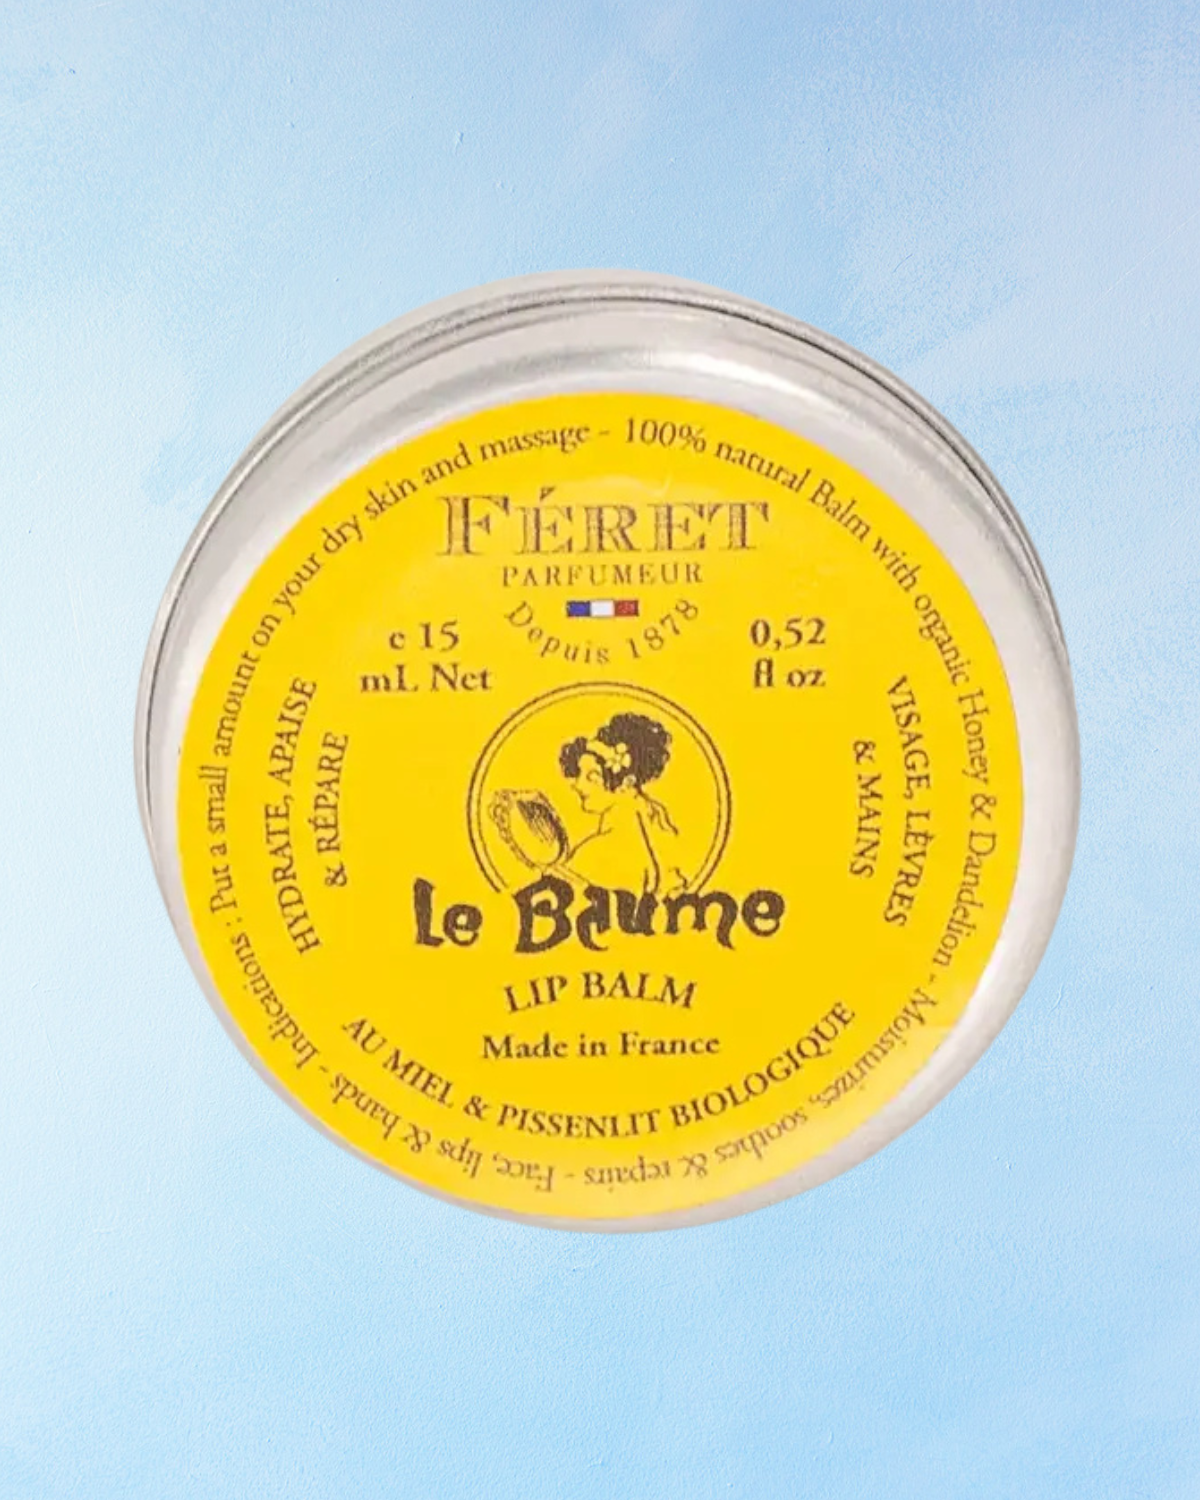 FÉRET
PARFUMEUR
Depuis 1878
e 15
mL Net
0,52
fl oz
HYDRATE, APAISE
& RÉPARE
VISAGE, LÈVRES
& MAINS
Le Baume
LIP BALM
Made in France
AU MIEL & PISSENLIT BIOLOGIQUE
100% natural Balm with organic Honey & Dandelion - Moisturizes, soothes & repairs - Face, lips & hands - Indications : Put a small amount on your dry skin and massage -